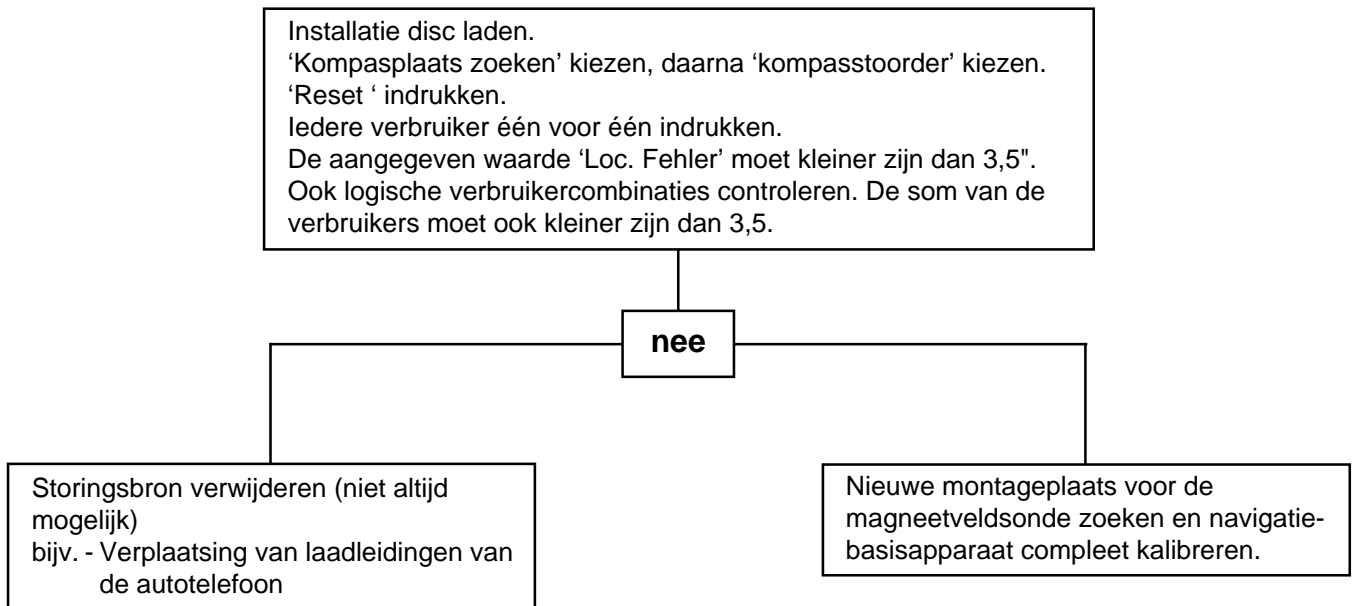 Installatie disc laden.
‘Kompasplaats zoeken’ kiezen, daarna ‘kompasstoorder’ kiezen.
‘Reset ‘ indrukken.
Iedere verbruiker één voor één indrukken.
De aangegeven waarde ‘Loc. Fehler’ moet kleiner zijn dan 3,5".
Ook logische verbruikercombinaties controleren. De som van de
verbruikers moet ook kleiner zijn dan 3,5.
nee
Storingsbron verwijderen (niet altijd
mogelijk)
bijv. - Verplaatsing van laadleidingen van
de autotelefoon
Nieuwe montageplaats voor de
magneetveldsonde zoeken en navigatie-
basisapparaat compleet kalibreren.